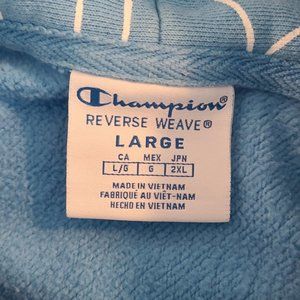 Champion
REVERSE WEAVE®
LARGE
CA MEX JPN
L/G G 2XL
MADE IN VIETNAM
FABRIQUÉ AU VIÊT-NAM
HECHO EN VIETNAM